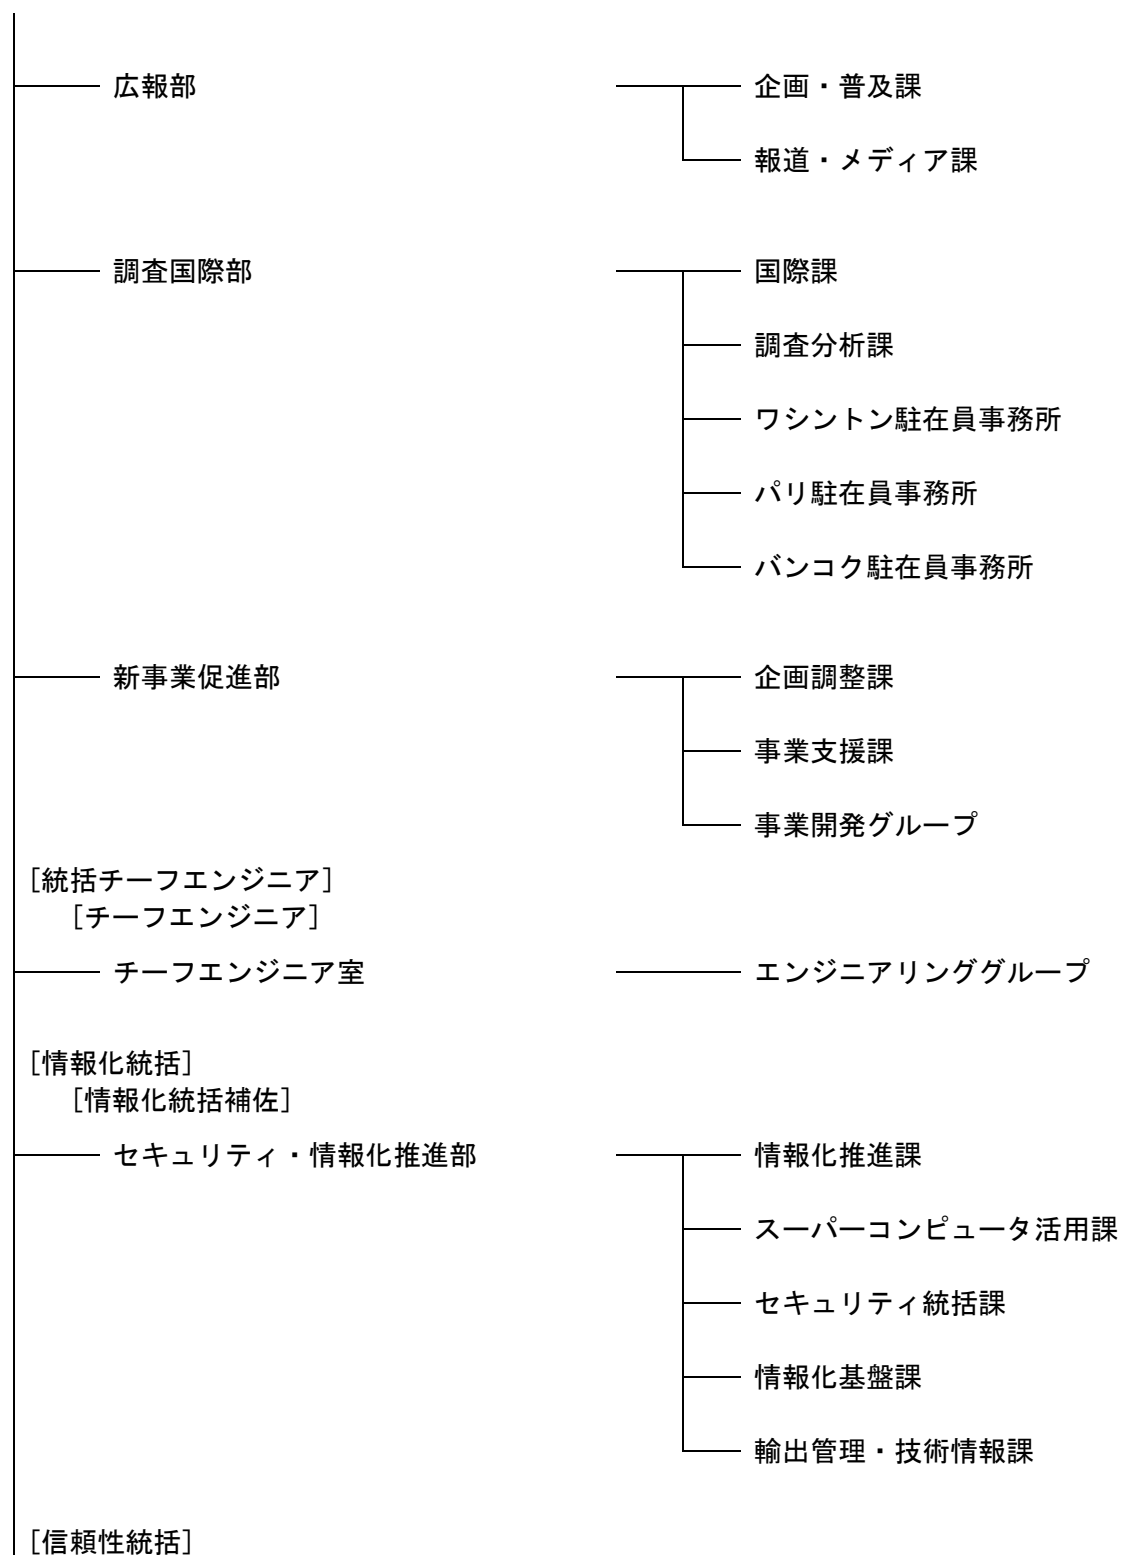 広報部 企画・普及課
報道・メディア課
調査国際部 国際課
調査分析課
ワシントン駐在員事務所
パリ駐在員事務所
バンコク駐在員事務所
新事業促進部 企画調整課
事業支援課
事業開発グループ
[統括チーフエンジニア]
[チーフエンジニア]
チーフエンジニア室 エンジニアリンググループ
[情報化統括]
[情報化統括補佐]
セキュリティ・情報化推進部 情報化推進課
スーパーコンピュータ活用課
セキュリティ統括課
情報化基盤課
輸出管理・技術情報課
[信頼性統括]